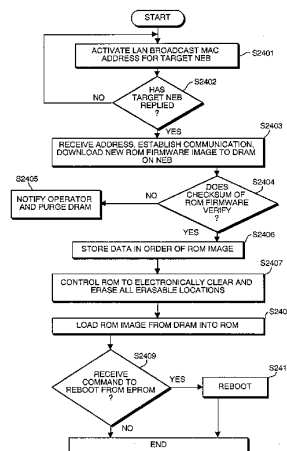 START
ACTIVATE LAN BROADCAST MAC
ADDRESS FOR TARGET NEB
S2401
S2402
HAS
TARGET NEB
REPLIED
?
NO
YES
S2403
RECEIVE ADDRESS, ESTABLISH COMMUNICATION,
DOWNLOAD NEW ROM FIRMWARE IMAGE TO DRAM
ON NEB
S2404
DOES
CHECKSUM OF
ROM FIRMWARE
VERIFY
?
NO
S2405
NOTIFY OPERATOR
AND PURGE DRAM
YES
S2406
STORE DATA IN ORDER OF ROM IMAGE
S2407
CONTROL ROM TO ELECTRONICALLY CLEAR AND
ERASE ALL ERASABLE LOCATIONS
S240
LOAD ROM IMAGE FROM DRAM INTO ROM
S2409
RECEIVE
COMMAND TO
REBOOT FROM EPROM
?
YES
S241
REBOOT
NO
END